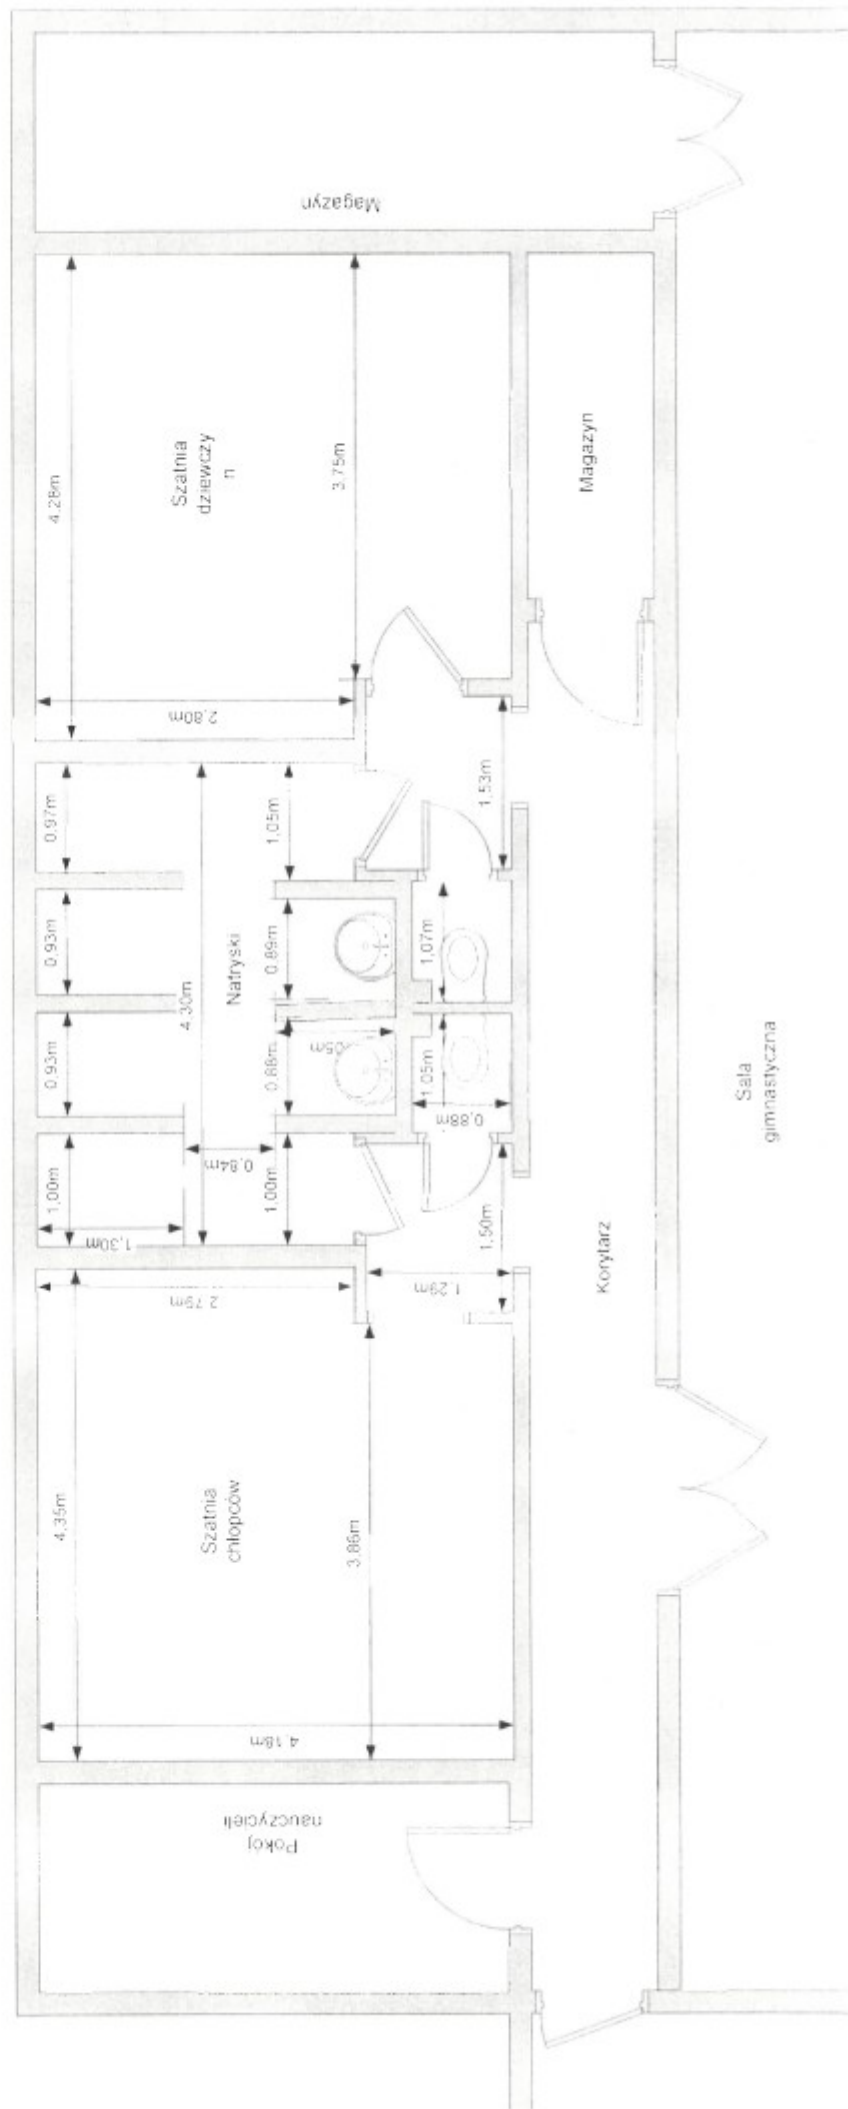 Magazyn
4.28m
Szatnia
dziewczy
n
3.75m
Magazyn
2.80m
0.97m
1,05m
1,53m
0.93m
4.30m
Natryski
0.89m
1,07m
0.93m
0.88m
1.05m
0,88m
1,00m
0,84m
1,00m
1,30m
1,50m
2.79m
1,29m
Korytarz
Sala
gimnastyczna
4.35m
Szatnia
chłopców
3.86m
4.18m
Pokój
nauczycieli